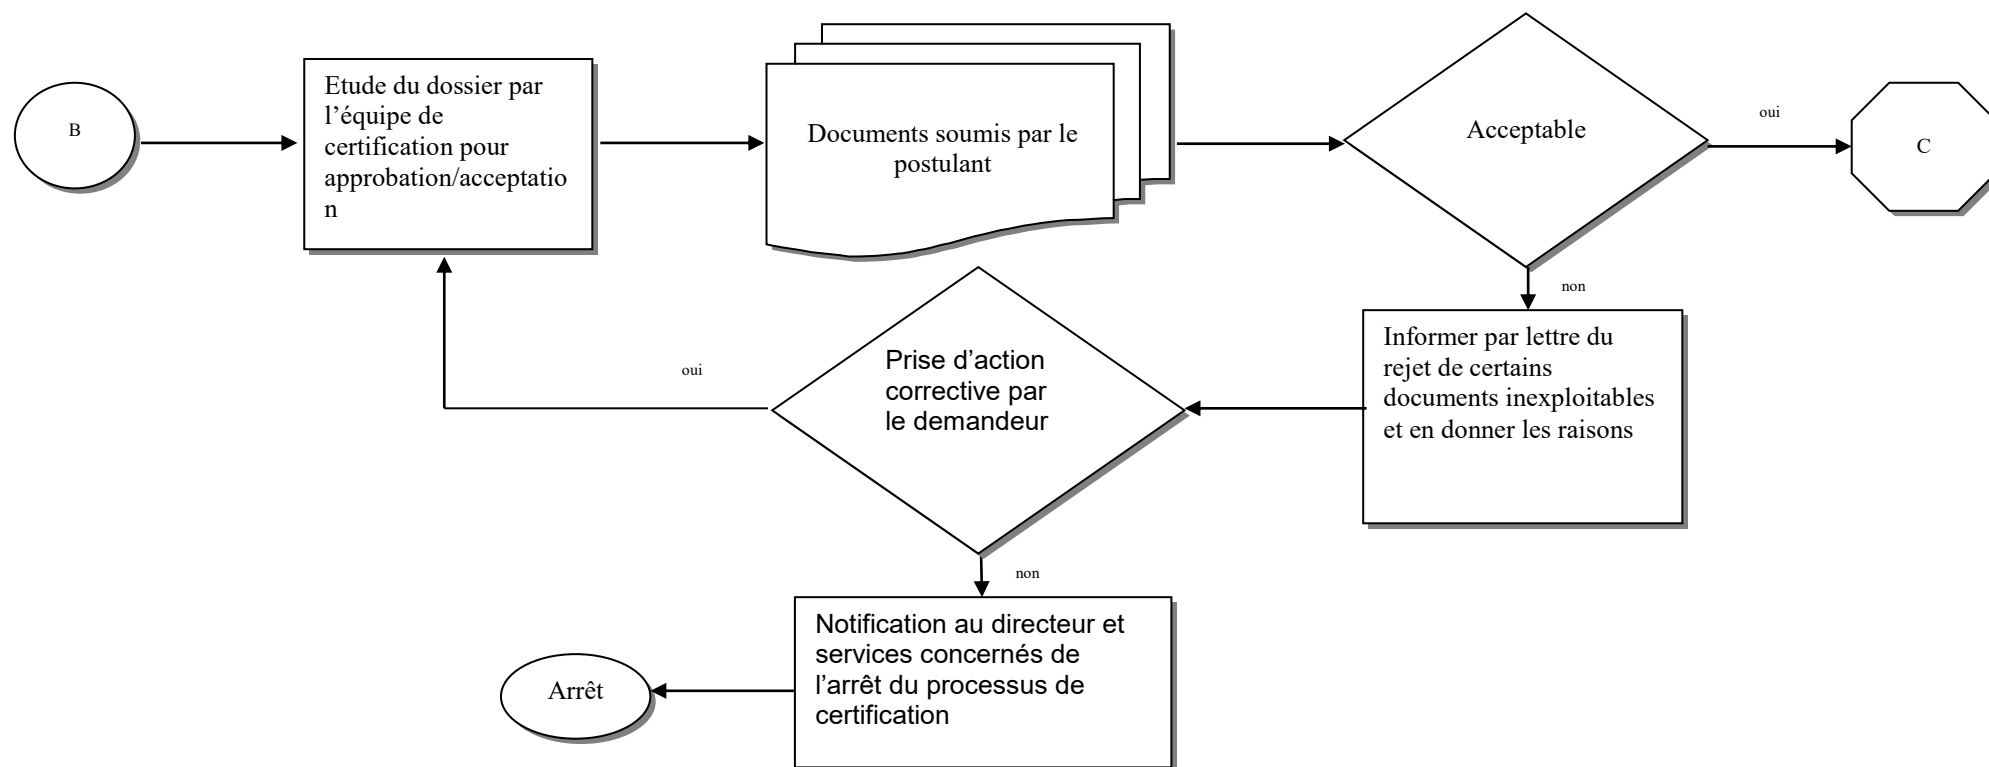 B
Etude du dossier par
l’équipe de
certification pour
approbation/acceptatio
n
Documents soumis par le
postulant
Acceptable
oui
C
non
Informer par lettre du
rejet de certains
documents inexploitables
et en donner les raisons
Prise d’action
corrective par
le demandeur
oui
non
Notification au directeur et
services concernés de
l’arrêt du processus de
certification
Arrêt